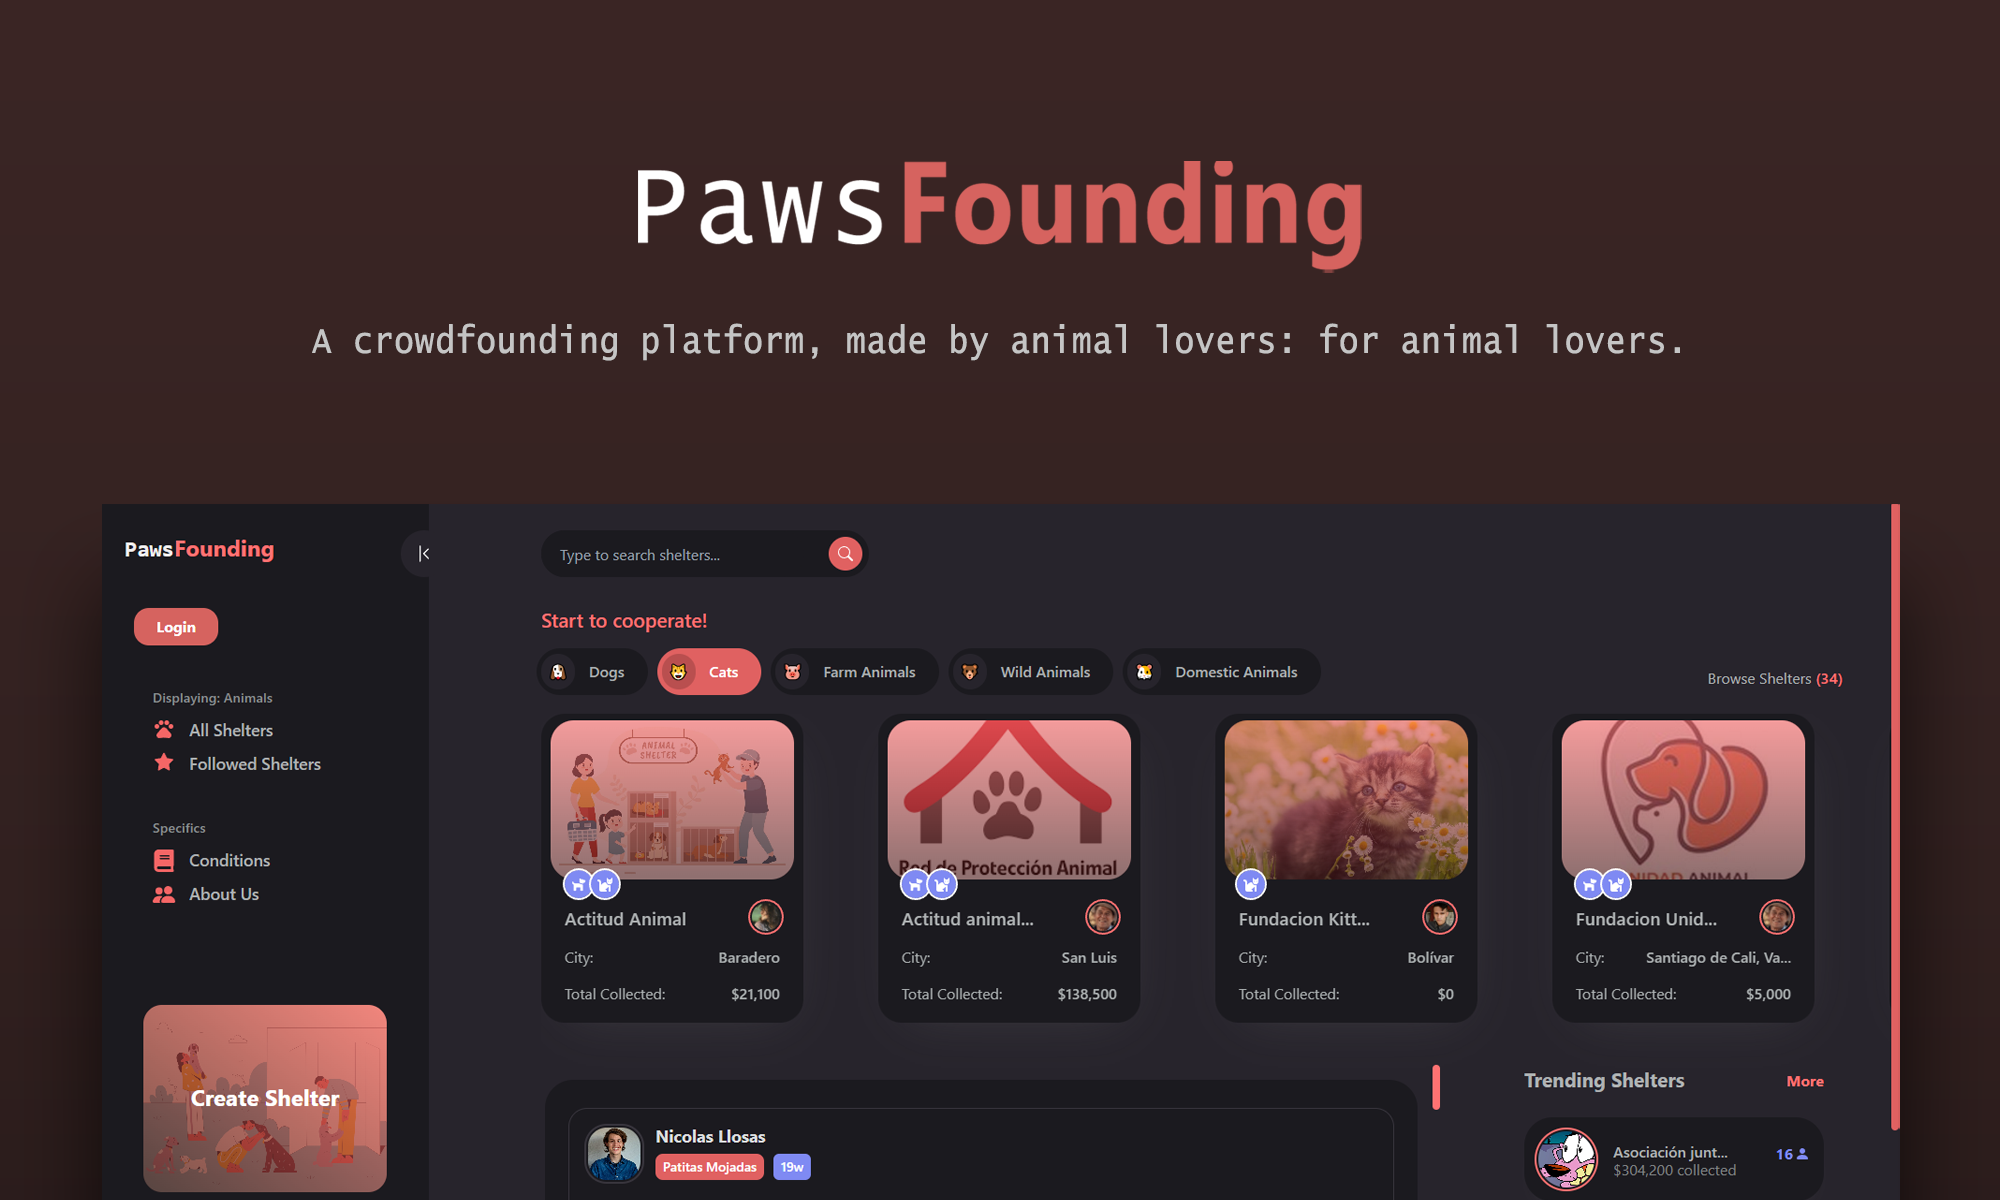 PawsFounding
A crowdfounding platform, made by animal lovers: for animal lovers.
PawsFounding
Login
Displaying: Animals
All Shelters
Followed Shelters
Specifics
Conditions
About Us
Create Shelter
Type to search shelters...
Start to cooperate!
Dogs
Cats
Farm Animals
Wild Animals
Domestic Animals
Browse Shelters (34)
ANIMAL
SHELTER
Actitud Animal
City: Baradero
Total Collected: $21,100
Red de Protección Animal
Actitud animal...
City: San Luis
Total Collected: $138,500
Fundacion Kitt...
City: Bolívar
Total Collected: $0
UNIDAD ANIMAL
Fundacion Unid...
City: Santiago de Cali, Va...
Total Collected: $5,000
Nicolas Llosas
Patitas Mojadas 19w
Trending Shelters More
Asociación junt... 16
$304,200 collected